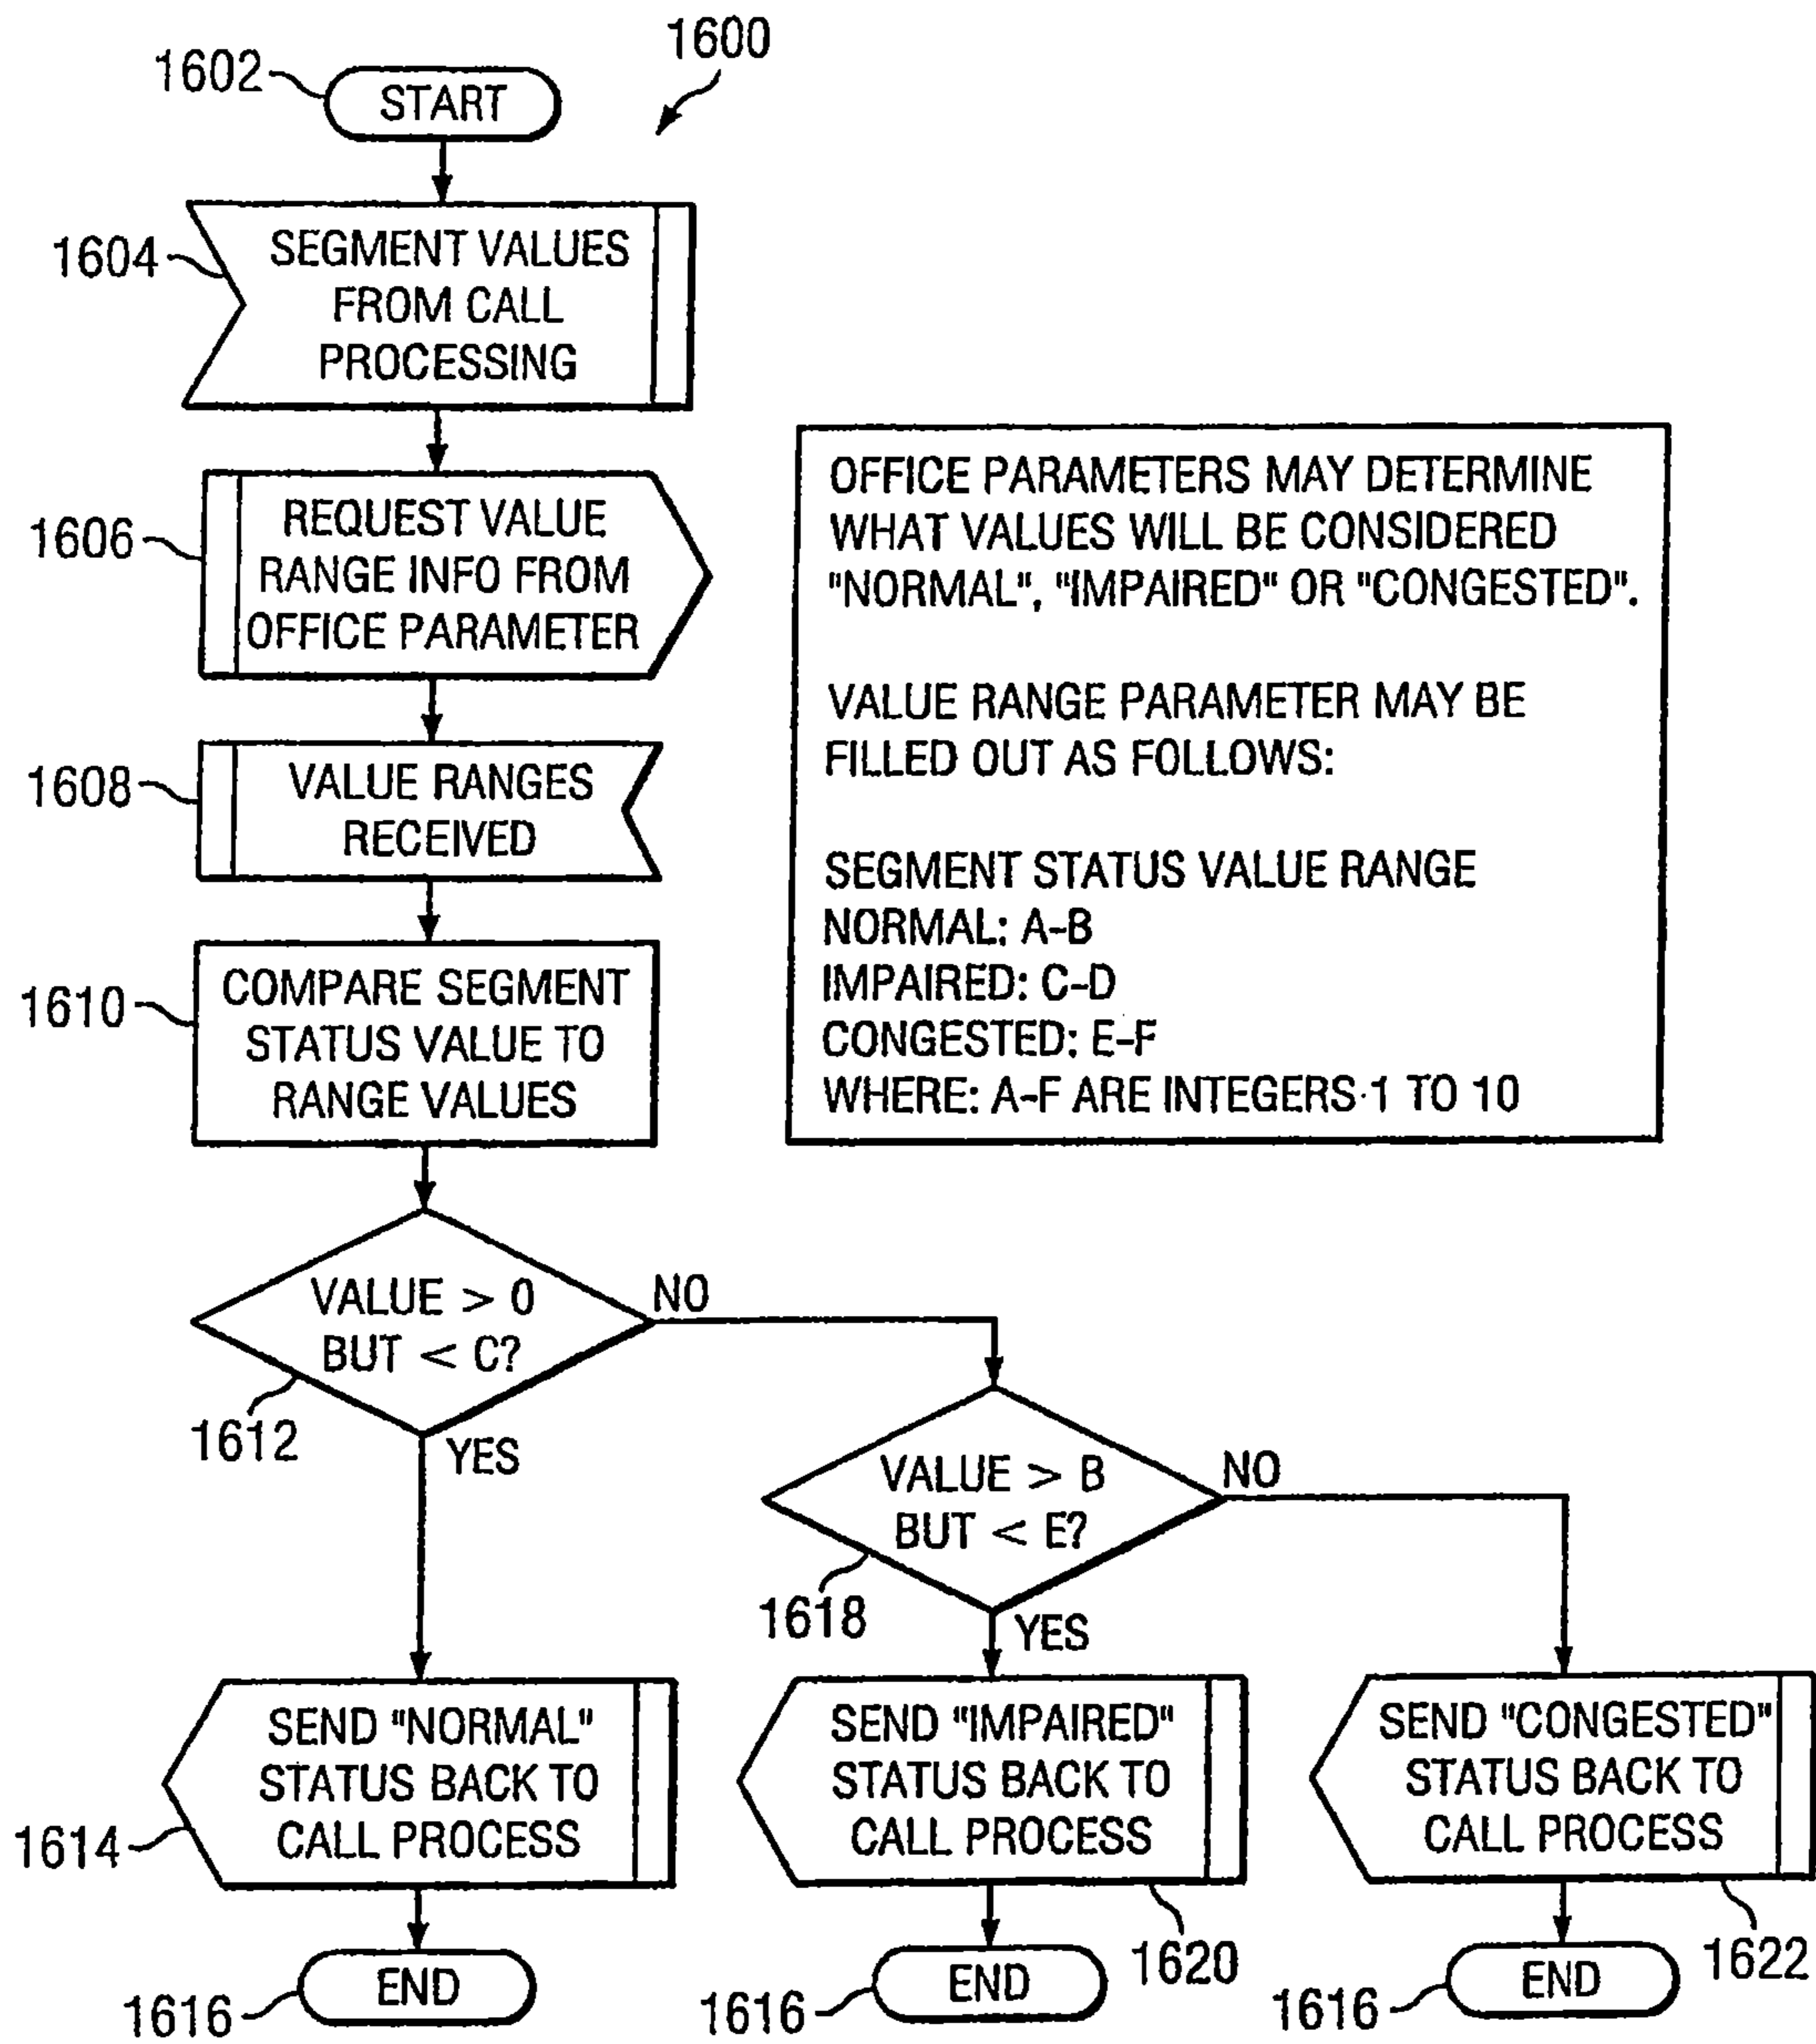 1600
1602
START
1604
SEGMENT VALUES
FROM CALL
PROCESSING
1606
REQUEST VALUE
RANGE INFO FROM
OFFICE PARAMETER
1608
VALUE RANGES
RECEIVED
1610
COMPARE SEGMENT
STATUS VALUE TO
RANGE VALUES
OFFICE PARAMETERS MAY DETERMINE
WHAT VALUES WILL BE CONSIDERED
"NORMAL", "IMPAIRED" OR "CONGESTED".
VALUE RANGE PARAMETER MAY BE
FILLED OUT AS FOLLOWS:
SEGMENT STATUS VALUE RANGE
NORMAL: A-B
IMPAIRED: C-D
CONGESTED: E-F
WHERE: A-F ARE INTEGERS 1 TO 10
VALUE > 0
BUT < C?
NO
1612
YES
VALUE > B
BUT < E?
NO
1618
YES
SEND "NORMAL"
STATUS BACK TO
CALL PROCESS
1614
SEND "IMPAIRED"
STATUS BACK TO
CALL PROCESS
1620
SEND "CONGESTED"
STATUS BACK TO
CALL PROCESS
1622
END
1616
END
1616
END
1616